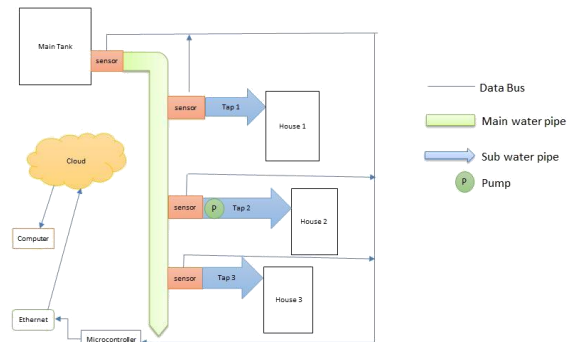 Main Tank
sensor
sensor
Tap 1
House 1
Cloud
sensor
P
Tap 2
House 2
Computer
sensor
Tap 3
House 3
Ethernet
Microcontroller
Data Bus
Main water pipe
Sub water pipe
P
Pump